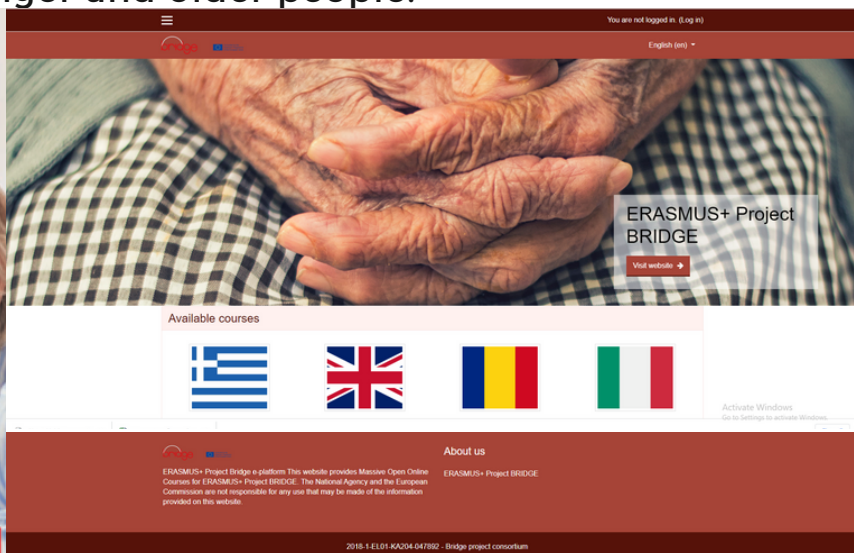 nger and older people.
You are not logged in. (Log in)
English (en)
ERASMUS+ Project
BRIDGE
Visit website
Available courses
Activate Windows
Go to Settings to activate Windows.
About us
ERASMUS+ Project Bridge e-platform This website provides Massive Open Online
Courses for ERASMUS+ Project BRIDGE. The National Agency and the European
Commission are not responsible for any use that may be made of the information
provided on this website.
ERASMUS+ Project BRIDGE
2018-1-EL01-KA204-047892 - Bridge project consortium